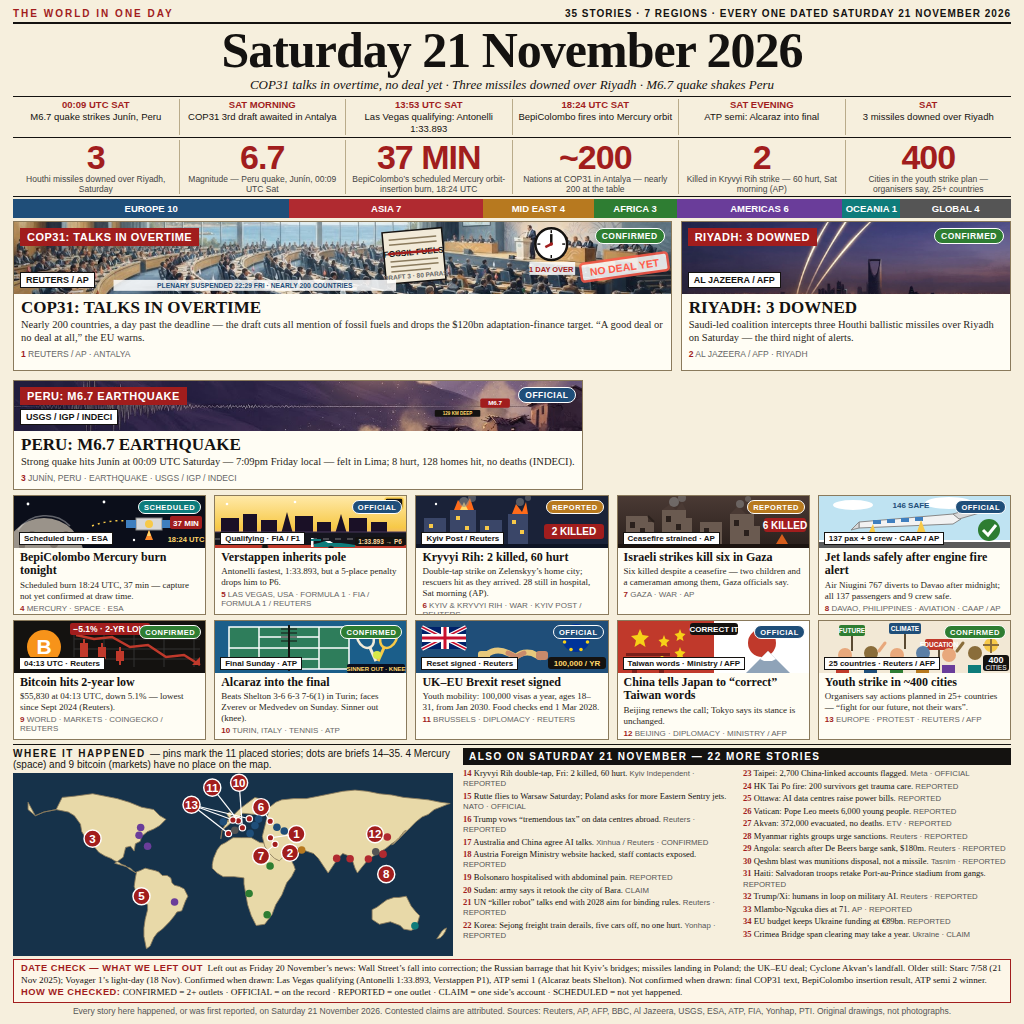 THE WORLD IN ONE DAY
35 STORIES · 7 REGIONS · EVERY ONE DATED SATURDAY 21 NOVEMBER 2026
Saturday 21 November 2026
COP31 talks in overtime, no deal yet · Three missiles downed over Riyadh · M6.7 quake shakes Peru
00:09 UTC SAT
M6.7 quake strikes Junín, Peru
SAT MORNING
COP31 3rd draft awaited in Antalya
13:53 UTC SAT
Las Vegas qualifying: Antonelli
1:33.893
18:24 UTC SAT
BepiColombo fires into Mercury orbit
SAT EVENING
ATP semi: Alcaraz into final
SAT
3 missiles downed over Riyadh
3
Houthi missiles downed over Riyadh,
Saturday
6.7
Magnitude — Peru quake, Junín, 00:09
UTC Sat
37 MIN
BepiColombo's scheduled Mercury orbit-
insertion burn, 18:24 UTC
~200
Nations at COP31 in Antalya — nearly
200 at the table
2
Killed in Kryvyi Rih strike — 60 hurt, Sat
morning (AP)
400
Cities in the youth strike plan —
organisers say, 25+ countries
EUROPE 10
ASIA 7
MID EAST 4
AFRICA 3
AMERICAS 6
OCEANIA 1
GLOBAL 4
COP31: TALKS IN OVERTIME
CONFIRMED
FOSSIL FUELS
DRAFT 3 · 80 PARAS
1 DAY OVER
NO DEAL YET
REUTERS / AP
PLENARY SUSPENDED 22:29 FRI · NEARLY 200 COUNTRIES
COP31: TALKS IN OVERTIME
Nearly 200 countries, a day past the deadline — the draft cuts all mention of fossil fuels and drops the $120bn adaptation-finance target. “A good deal or
no deal at all,” the EU warns.
1 REUTERS / AP · ANTALYA
RIYADH: 3 DOWNED
CONFIRMED
AL JAZEERA / AFP
RIYADH: 3 DOWNED
Saudi-led coalition intercepts three Houthi ballistic missiles over Riyadh
on Saturday — the third night of alerts.
2 AL JAZEERA / AFP · RIYADH
PERU: M6.7 EARTHQUAKE
OFFICIAL
M6.7
129 KM DEEP
USGS / IGP / INDECI
PERU: M6.7 EARTHQUAKE
Strong quake hits Junín at 00:09 UTC Saturday — 7:09pm Friday local — felt in Lima; 8 hurt, 128 homes hit, no deaths (INDECI).
3 JUNÍN, PERU · EARTHQUAKE · USGS / IGP / INDECI
SCHEDULED
37 MIN
Scheduled burn · ESA
18:24 UTC
BepiColombo Mercury burn
tonight
Scheduled burn 18:24 UTC, 37 min — capture
not yet confirmed at draw time.
4 MERCURY · SPACE · ESA
OFFICIAL
Qualifying · FIA / F1
1:33.893 → P6
Verstappen inherits pole
Antonelli fastest, 1:33.893, but a 5-place penalty
drops him to P6.
5 LAS VEGAS, USA · FORMULA 1 · FIA /
FORMULA 1 / REUTERS
REPORTED
2 KILLED
Kyiv Post / Reuters
Kryvyi Rih: 2 killed, 60 hurt
Double-tap strike on Zelenskyy's home city;
rescuers hit as they arrived. 28 still in hospital,
Sat morning (AP).
6 KYIV & KRYVYI RIH · WAR · KYIV POST /
REUTERS
REPORTED
6 KILLED
Ceasefire strained · AP
Israeli strikes kill six in Gaza
Six killed despite a ceasefire — two children and
a cameraman among them, Gaza officials say.
7 GAZA · WAR · AP
146 SAFE
OFFICIAL
137 pax + 9 crew · CAAP / AP
Jet lands safely after engine fire
alert
Air Niugini 767 diverts to Davao after midnight;
all 137 passengers and 9 crew safe.
8 DAVAO, PHILIPPINES · AVIATION · CAAP / AP
−5.1% · 2-YR LOW
CONFIRMED
B
04:13 UTC · Reuters
Bitcoin hits 2-year low
$55,830 at 04:13 UTC, down 5.1% — lowest
since Sept 2024 (Reuters).
9 WORLD · MARKETS · COINGECKO /
REUTERS
CONFIRMED
Final Sunday · ATP
SINNER OUT · KNEE
Alcaraz into the final
Beats Shelton 3-6 6-3 7-6(1) in Turin; faces
Zverev or Medvedev on Sunday. Sinner out
(knee).
10 TURIN, ITALY · TENNIS · ATP
OFFICIAL
Reset signed · Reuters
100,000 / YR
UK–EU Brexit reset signed
Youth mobility: 100,000 visas a year, ages 18–
31, from Jan 2030. Food checks end 1 Mar 2028.
11 BRUSSELS · DIPLOMACY · REUTERS
CORRECT IT
OFFICIAL
Taiwan words · Ministry / AFP
China tells Japan to “correct”
Taiwan words
Beijing renews the call; Tokyo says its stance is
unchanged.
12 BEIJING · DIPLOMACY · MINISTRY / AFP
FUTURE
CLIMATE
EDUCATION
CONFIRMED
25 countries · Reuters / AFP
400
CITIES
Youth strike in ~400 cities
Organisers say actions planned in 25+ countries
— “fight for our future, not their wars”.
13 EUROPE · PROTEST · REUTERS / AFP
WHERE IT HAPPENED — pins mark the 11 placed stories; dots are briefs 14–35. 4 Mercury
(space) and 9 bitcoin (markets) have no place on the map.
11
10
13
6
3
1
12
7
2
8
5
ALSO ON SATURDAY 21 NOVEMBER — 22 MORE STORIES
14 Kryvyi Rih double-tap, Fri: 2 killed, 60 hurt. Kyiv Independent ·
REPORTED
15 Rutte flies to Warsaw Saturday; Poland asks for more Eastern Sentry jets.
NATO · OFFICIAL
16 Trump vows “tremendous tax” on data centres abroad. Reuters ·
REPORTED
17 Australia and China agree AI talks. Xinhua / Reuters · CONFIRMED
18 Austria Foreign Ministry website hacked, staff contacts exposed.
REPORTED
19 Bolsonaro hospitalised with abdominal pain. REPORTED
20 Sudan: army says it retook the city of Bara. CLAIM
21 UN “killer robot” talks end with 2028 aim for binding rules. Reuters ·
REPORTED
22 Korea: Sejong freight train derails, five cars off, no one hurt. Yonhap ·
REPORTED
23 Taipei: 2,700 China-linked accounts flagged. Meta · OFFICIAL
24 HK Tai Po fire: 200 survivors get trauma care. REPORTED
25 Ottawa: AI data centres raise power bills. REPORTED
26 Vatican: Pope Leo meets 6,000 young people. REPORTED
27 Akvan: 372,000 evacuated, no deaths. ETV · REPORTED
28 Myanmar rights groups urge sanctions. Reuters · REPORTED
29 Angola: search after De Beers barge sank, $180m. Reuters · REPORTED
30 Qeshm blast was munitions disposal, not a missile. Tasnim · REPORTED
31 Haiti: Salvadoran troops retake Port-au-Prince stadium from gangs.
REPORTED
32 Trump/Xi: humans in loop on military AI. Reuters · REPORTED
33 Mlambo-Ngcuka dies at 71. AP · REPORTED
34 EU budget keeps Ukraine funding at €89bn. REPORTED
35 Crimea Bridge span clearing may take a year. Ukraine · CLAIM
DATE CHECK — WHAT WE LEFT OUT Left out as Friday 20 November's news: Wall Street's fall into correction; the Russian barrage that hit Kyiv's bridges; missiles landing in Poland; the UK–EU deal; Cyclone Akvan's landfall. Older still: Starc 7/58 (21
Nov 2025); Voyager 1's light-day (18 Nov). Confirmed when drawn: Las Vegas qualifying (Antonelli 1:33.893, Verstappen P1), ATP semi 1 (Alcaraz beats Shelton). Not confirmed when drawn: final COP31 text, BepiColombo insertion result, ATP semi 2 winner.
HOW WE CHECKED: CONFIRMED = 2+ outlets · OFFICIAL = on the record · REPORTED = one outlet · CLAIM = one side's account · SCHEDULED = not yet happened.
Every story here happened, or was first reported, on Saturday 21 November 2026. Contested claims are attributed. Sources: Reuters, AP, AFP, BBC, Al Jazeera, USGS, ESA, ATP, FIA, Yonhap, PTI. Original drawings, not photographs.